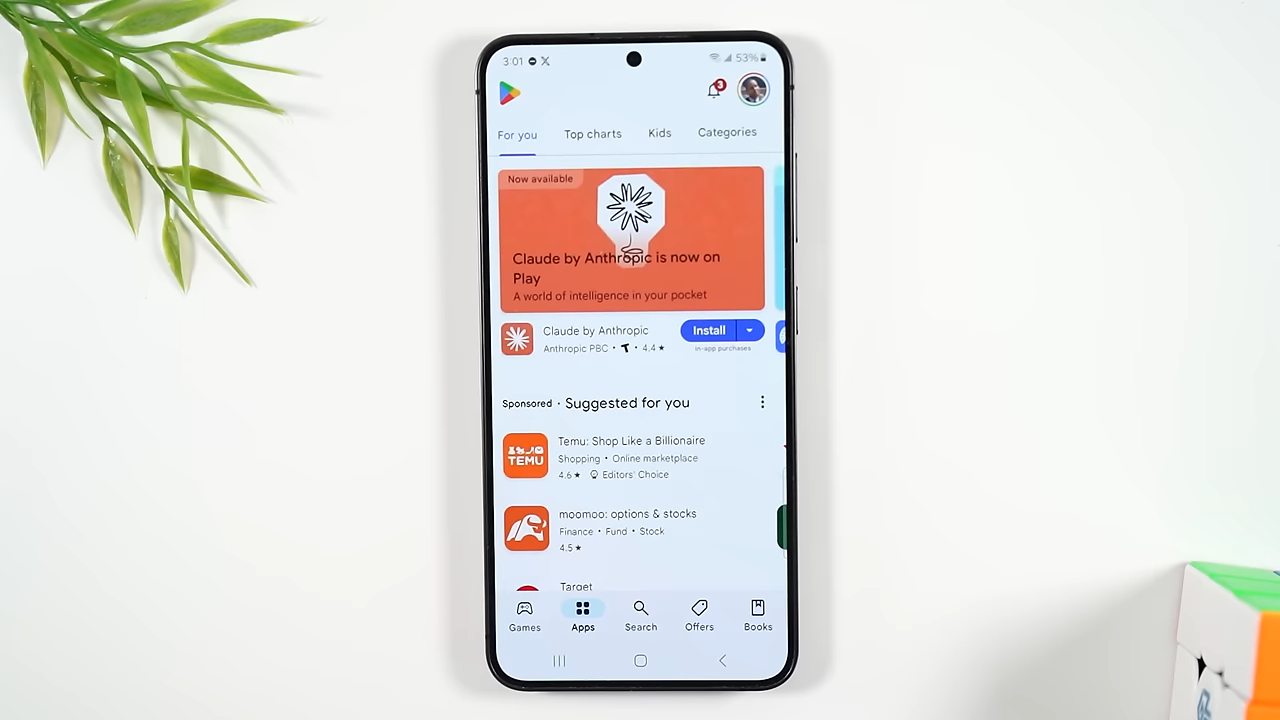 3:01
53%
3
For you
Top charts
Kids
Categories
Now available
Claude by Anthropic is now on
Play
A world of intelligence in your pocket
Claude by Anthropic
Install
Anthropic PBC • T • 4.4★
in-app purchases
Sponsored • Suggested for you
TEMU
Temu: Shop Like a Billionaire
Shopping • Online marketplace
4.6★ Editors' Choice
moomoo: options & stocks
Finance • Fund • Stock
4.5★
Target
Games
Apps
Search
Offers
Books